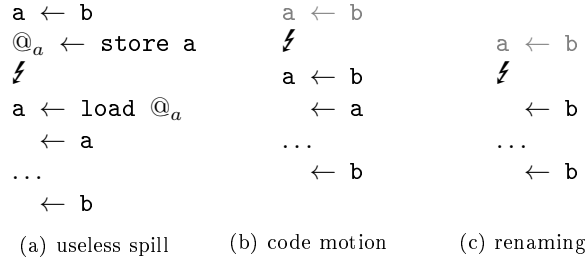 a ← b
@a ← store a
↯
a ← load @a
← a
...
← b
(a) useless spill
a ← b
↯
a ← b
← a
...
← b
(b) code motion
a ← b
↯
← b
...
← b
(c) renaming